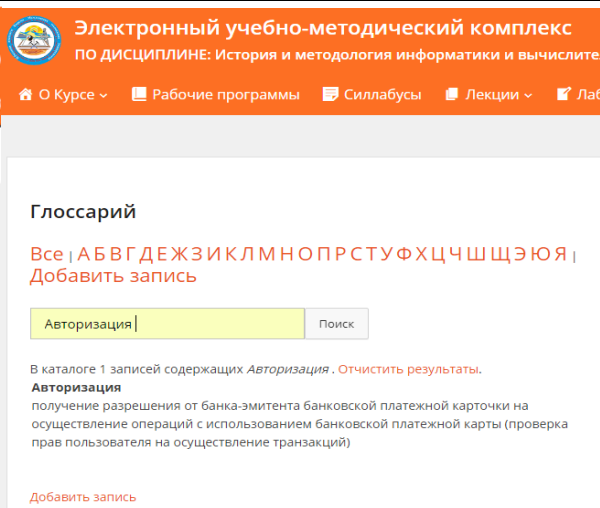 Электронный учебно-методический комплекс
ПО ДИСЦИПЛИНЕ: История и методология информатики и
О Курсе Рабочие программы Силлабусы Лекции
Глоссарий
Все | А Б В Г Д Е Ж З И К Л М Н О П Р С Т У Ф Х Ц Ч Ш Щ Э Ю Я |
Добавить запись
Авторизация Поиск
В каталоге 1 записей содержащих Авторизация . Отчистить результаты.
Авторизация
получение разрешения от банка-эмитента банковской платежной карточки на
осуществление операций с использованием банковской платежной карты (проверка
прав пользователя на осуществление транзакций)
Добавить запись